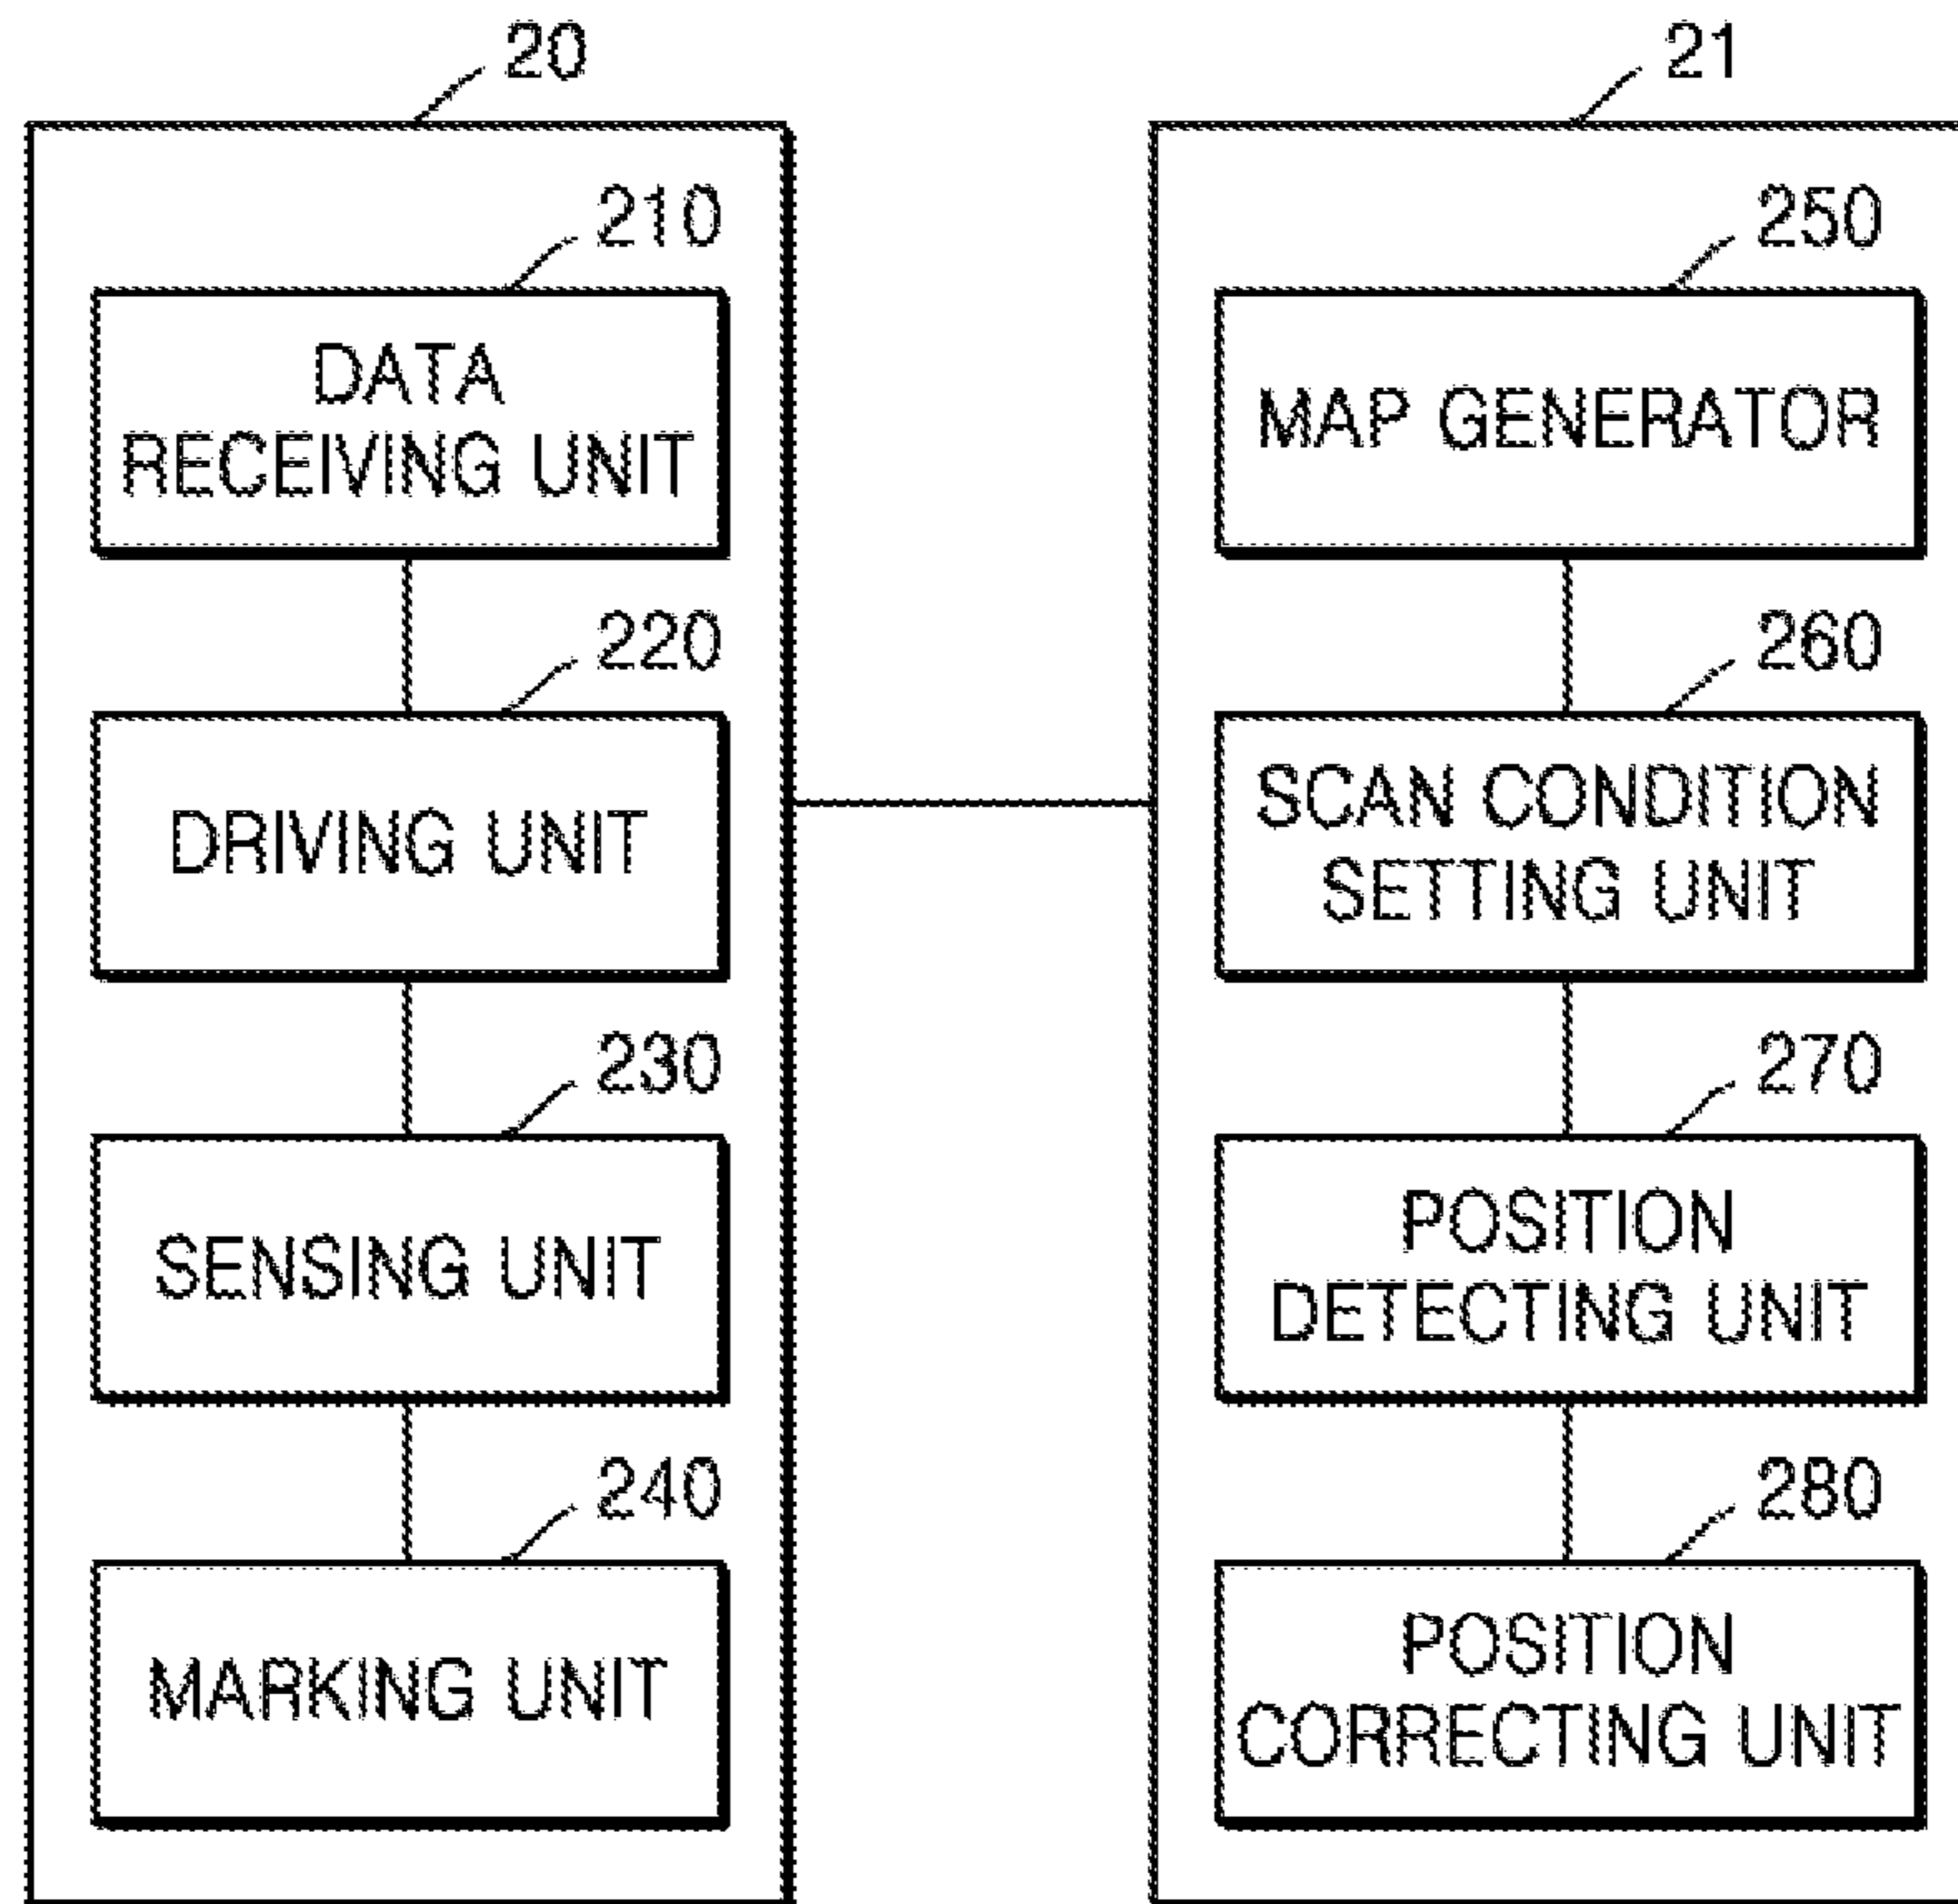 20
210
DATA
RECEIVING UNIT
220
DRIVING UNIT
230
SENSING UNIT
240
MARKING UNIT
21
250
MAP GENERATOR
260
SCAN CONDITION
SETTING UNIT
270
POSITION
DETECTING UNIT
280
POSITION
CORRECTING UNIT